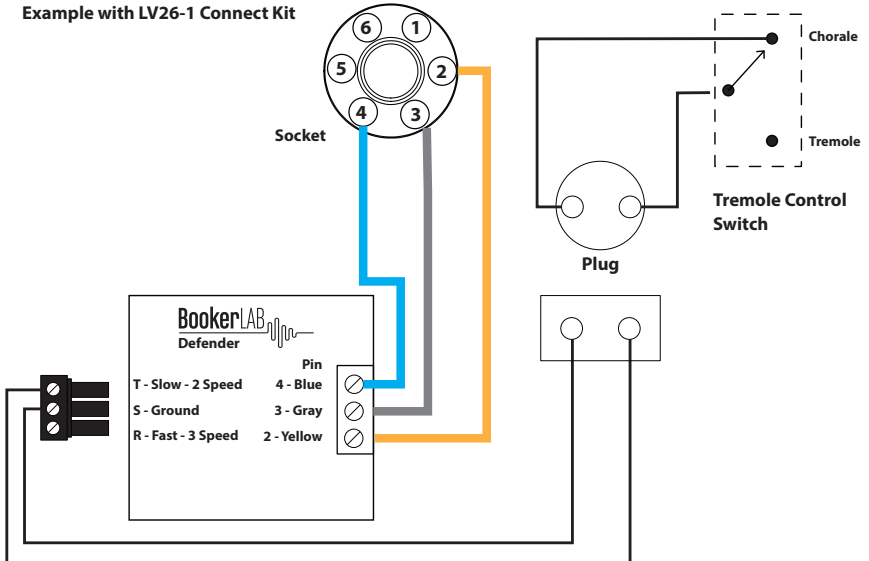 Example with LV26-1 Connect Kit
6
1
5
2
4
3
Socket
Chorale
Tremole
Tremole Control
Switch
Plug
BookerLAB
Defender
Pin
T - Slow - 2 Speed
4 - Blue
S - Ground
3 - Gray
R - Fast - 3 Speed
2 - Yellow